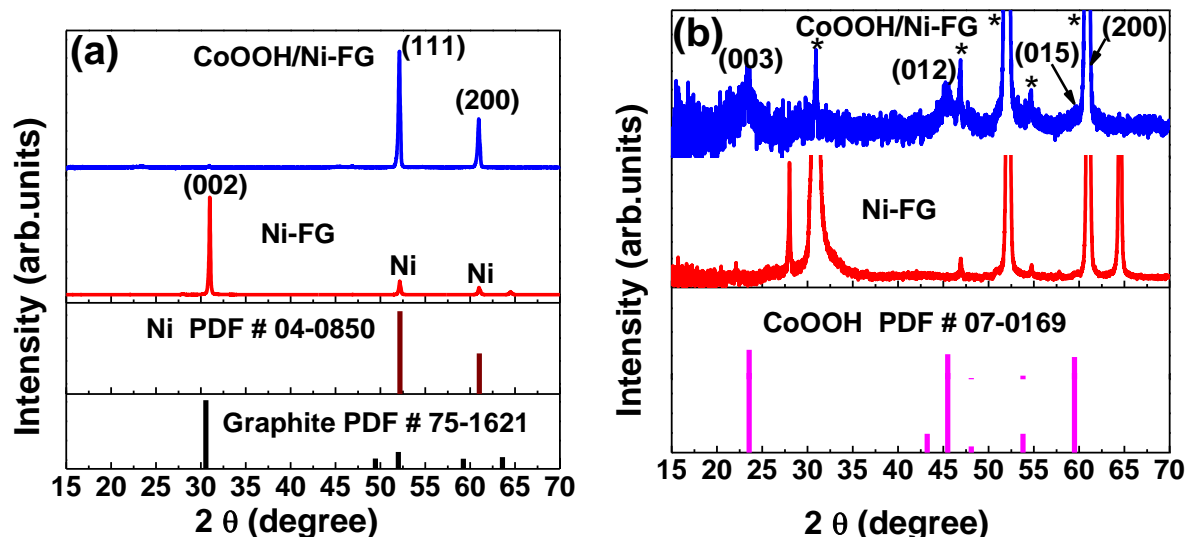 (a)
CoOOH/Ni-FG
(111)
(200)
(002)
Ni-FG
Ni
Ni
Ni PDF # 04-0850
Graphite PDF # 75-1621
15 20 25 30 35 40 45 50 55 60 65 70
2 θ (degree)
Intensity (arb.units)
(b)
CoOOH/Ni-FG
* * * * *
(003)
(012)
(015)
(200)
Ni-FG
CoOOH PDF # 07-0169
15 20 25 30 35 40 45 50 55 60 65 70
2 θ (degree)
Intensity (arb.units)